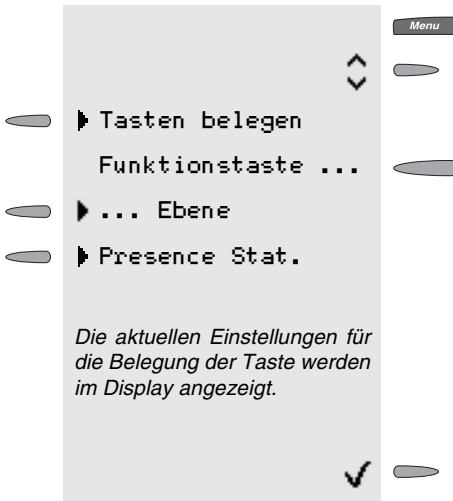 Menu
Tasten belegen
Funktionstaste ...
... Ebene
Presence Stat.
Die aktuellen Einstellungen für
die Belegung der Taste werden
im Display angezeigt.